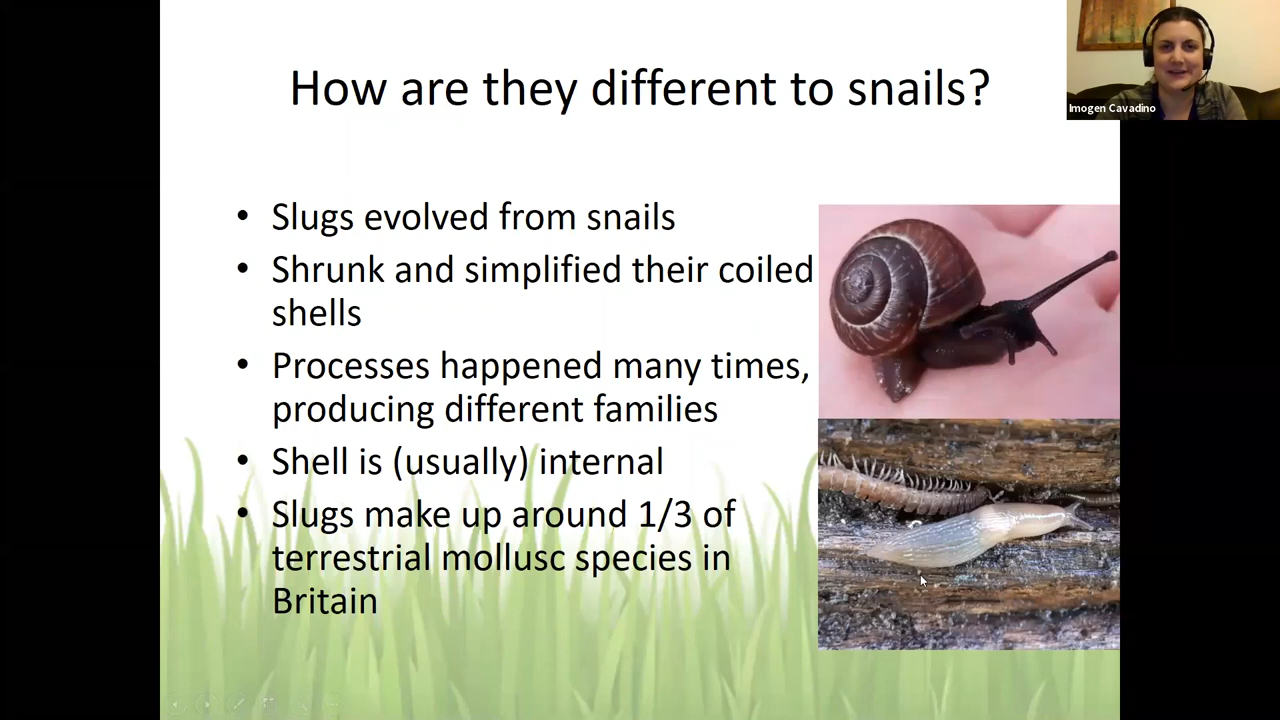 How are they different to snails?
Imogen Cavadino
• Slugs evolved from snails
• Shrunk and simplified their coiled
shells
• Processes happened many times,
producing different families
• Shell is (usually) internal
• Slugs make up around 1/3 of
terrestrial mollusc species in
Britain